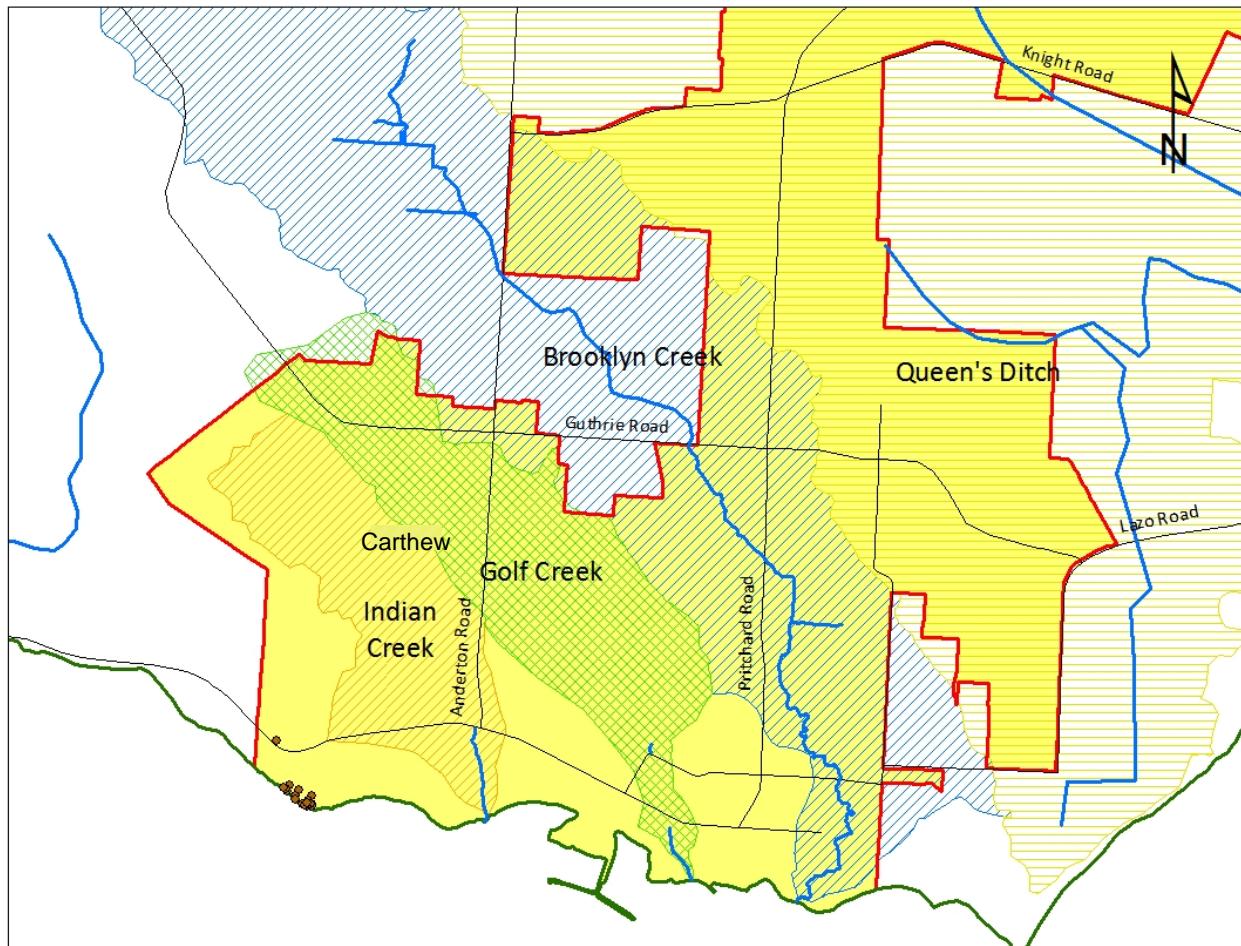 Knight Road
N
Brooklyn Creek
Queen's Ditch
Guthrie Road
Lazo Road
Carthew
Golf Creek
Indian
Creek
Anderton Road
Pritchard Road